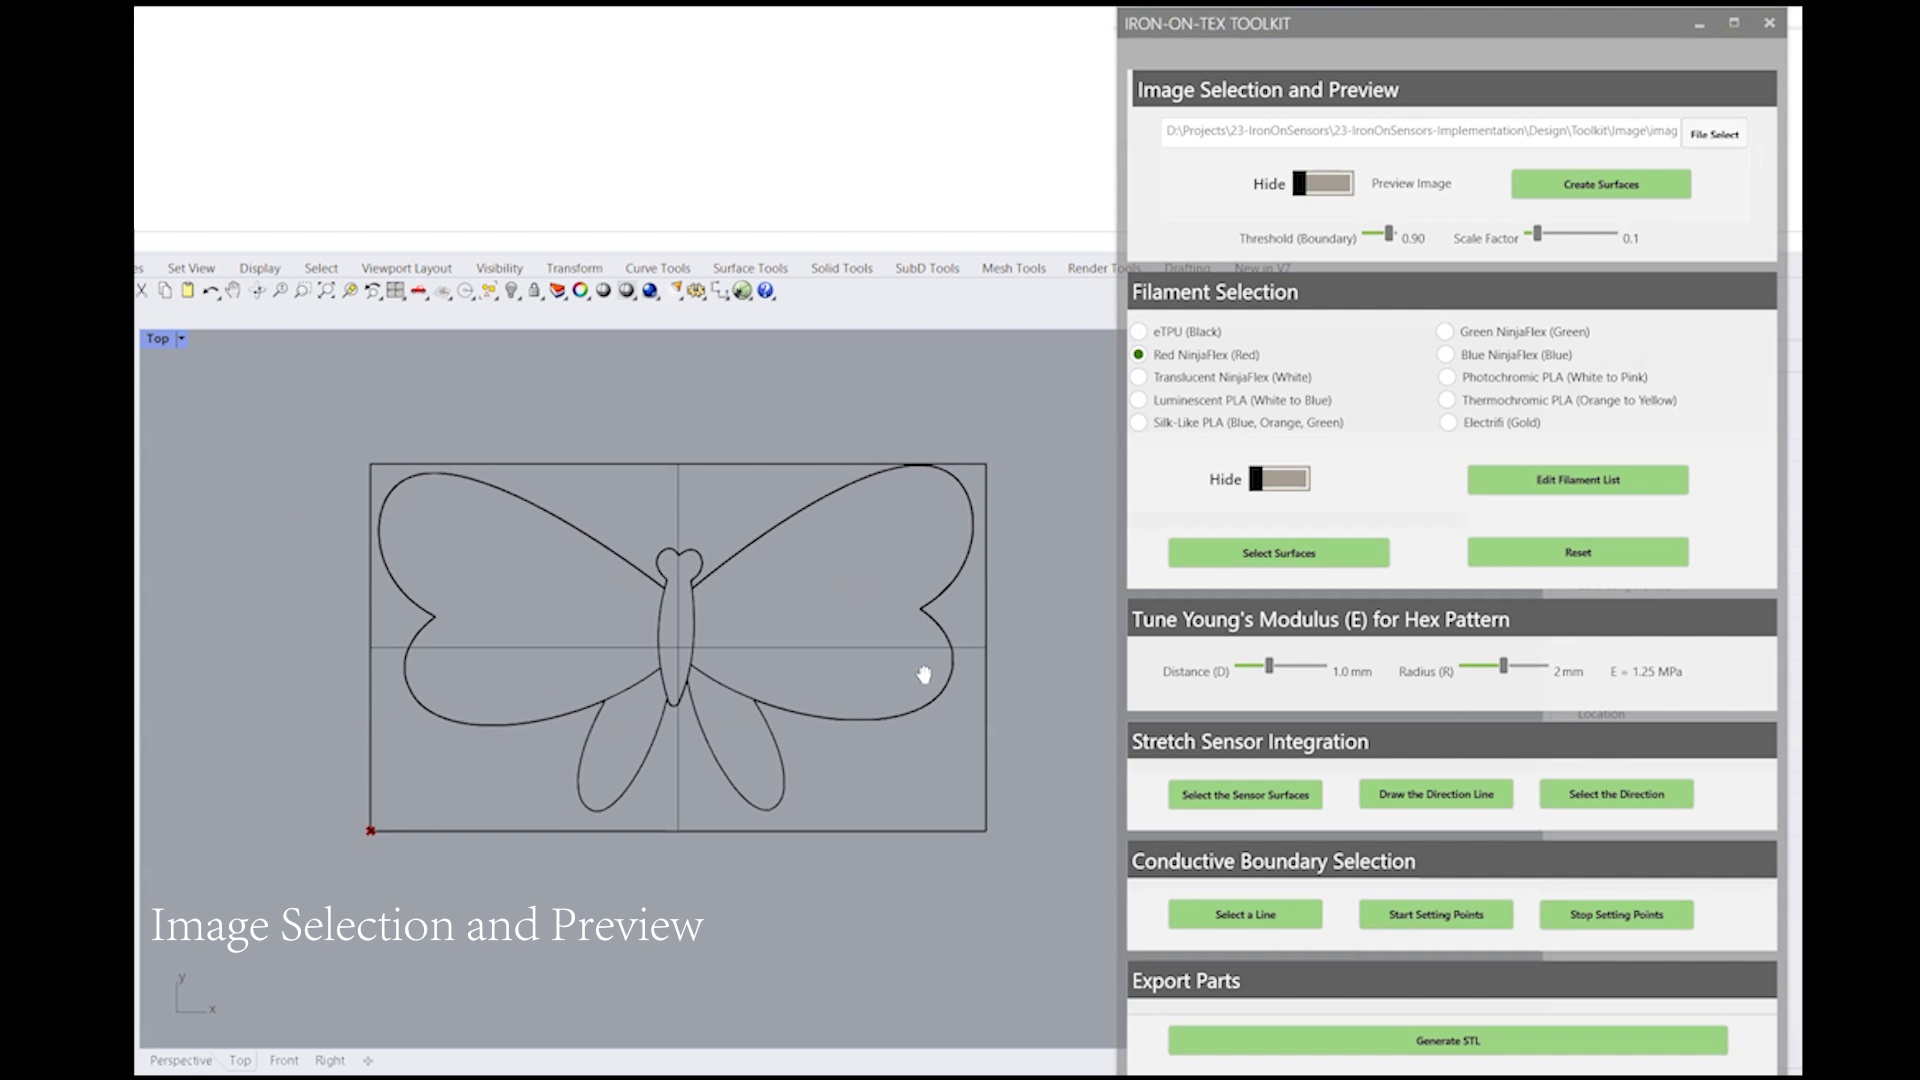 IRON-ON-TEX TOOLKIT
Image Selection and Preview
D:\Projects\23-IronOnSensors\23-IronOnSensors-Implementation\Design\Toolkit\Image\imag
File Select
Hide
Preview Image
Create Surfaces
Threshold (Boundary)
0.90
Scale Factor
0.1
es Set View Display Select Viewport Layout Visibility Transform Curve Tools Surface Tools Solid Tools SubD Tools Mesh Tools Render Tools Drafting New in V7
Filament Selection
eTPU (Black)
Green NinjaFlex (Green)
Top
Red NinjaFlex (Red)
Blue NinjaFlex (Blue)
Translucent NinjaFlex (White)
Photochromic PLA (White to Pink)
Luminescent PLA (White to Blue)
Thermochromic PLA (Orange to Yellow)
Silk-Like PLA (Blue, Orange, Green)
Electrifi (Gold)
Hide
Edit Filament List
Select Surfaces
Reset
Tune Young's Modulus (E) for Hex Pattern
Distance (D)
1.0 mm
Radius (R)
2 mm
E = 1.25 MPa
Location
Stretch Sensor Integration
Select the Sensor Surfaces
Draw the Direction Line
Select the Direction
Conductive Boundary Selection
Select a Line
Start Setting Points
Stop Setting Points
Image Selection and Preview
y
x
Export Parts
Generate STL
Perspective Top Front Right